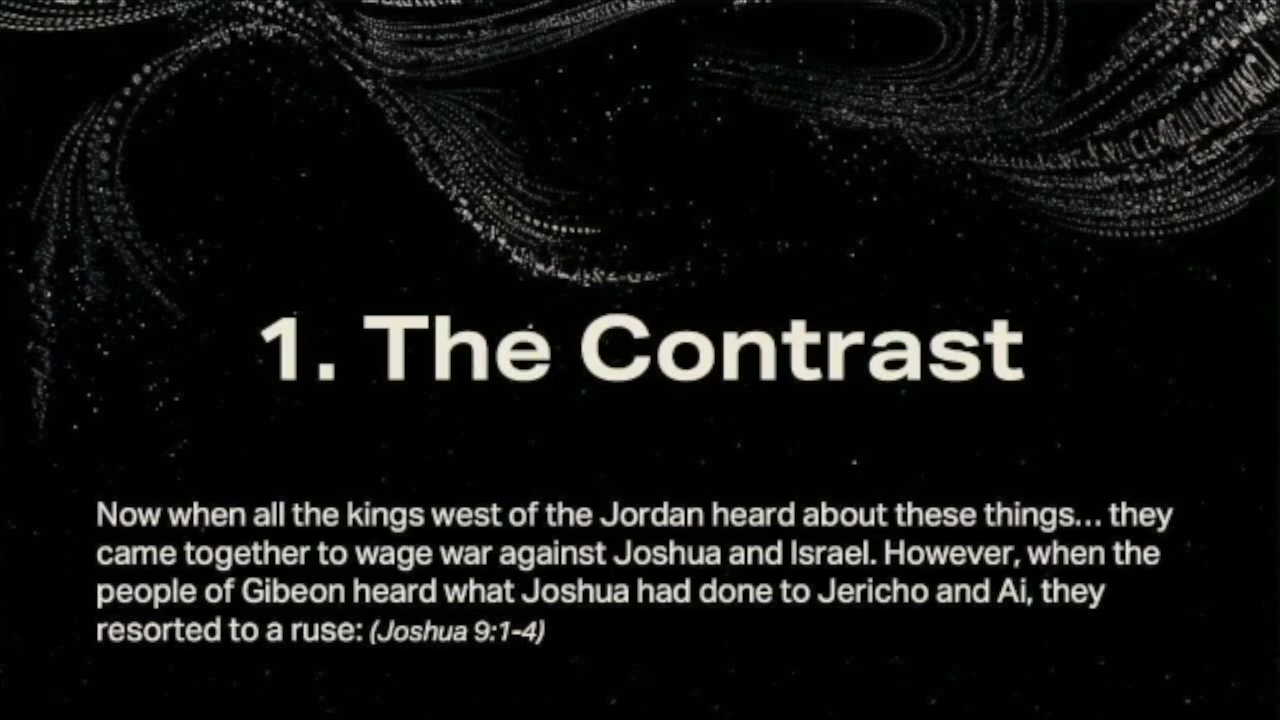 1. The Contrast
Now when all the kings west of the Jordan heard about these things... they
came together to wage war against Joshua and Israel. However, when the
people of Gibeon heard what Joshua had done to Jericho and Ai, they
resorted to a ruse: (Joshua 9:1-4)